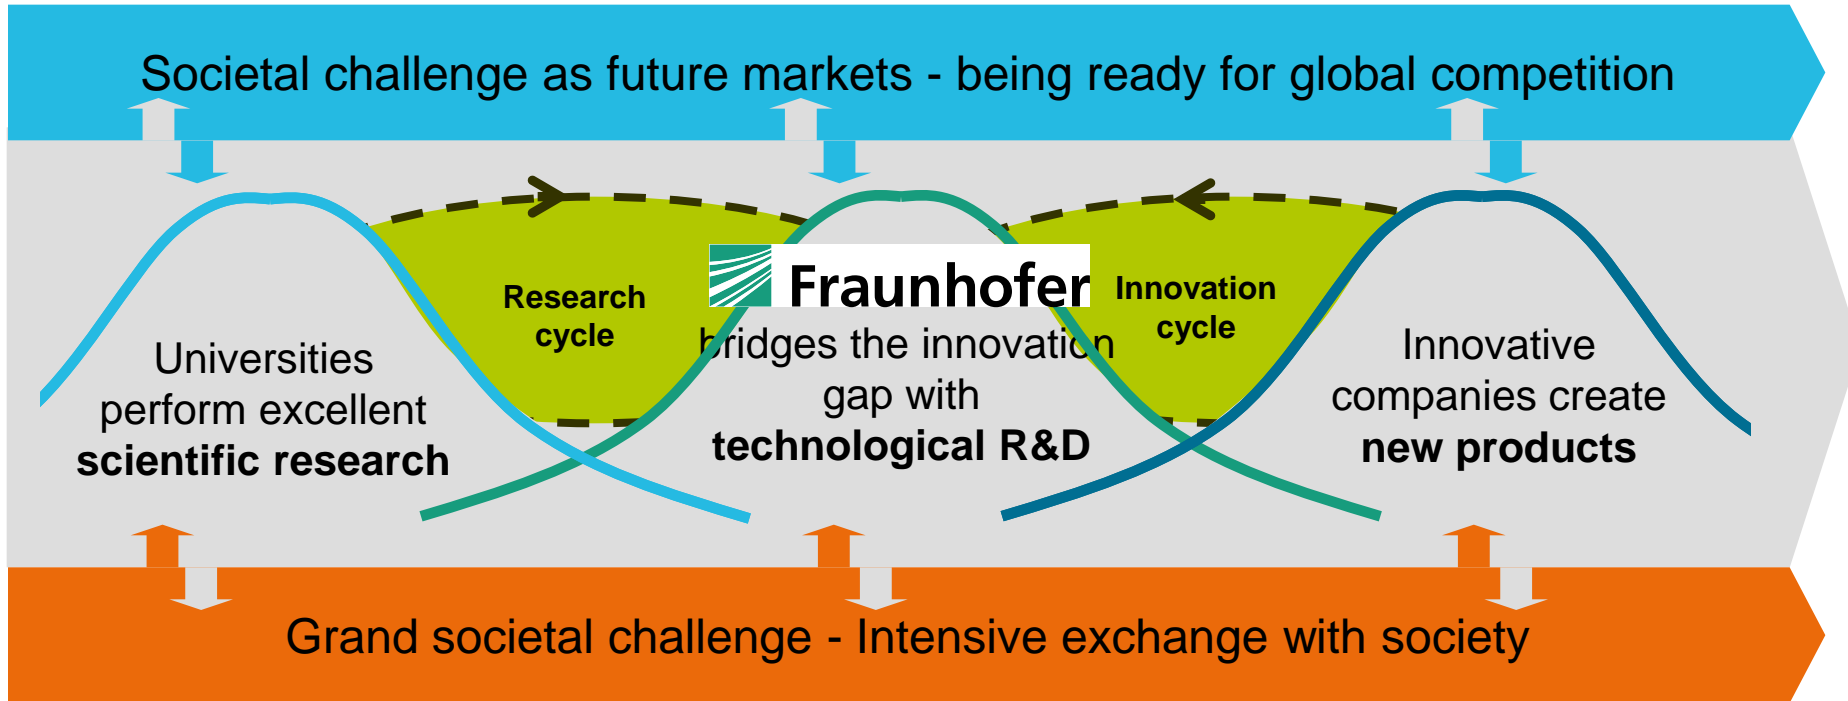 Societal challenge as future markets - being ready for global competition
Research
cycle
Fraunhofer
Innovation
cycle
Universities
perform excellent
scientific research
bridges the innovation
gap with
technological R&D
Innovative
companies create
new products
Grand societal challenge - Intensive exchange with society